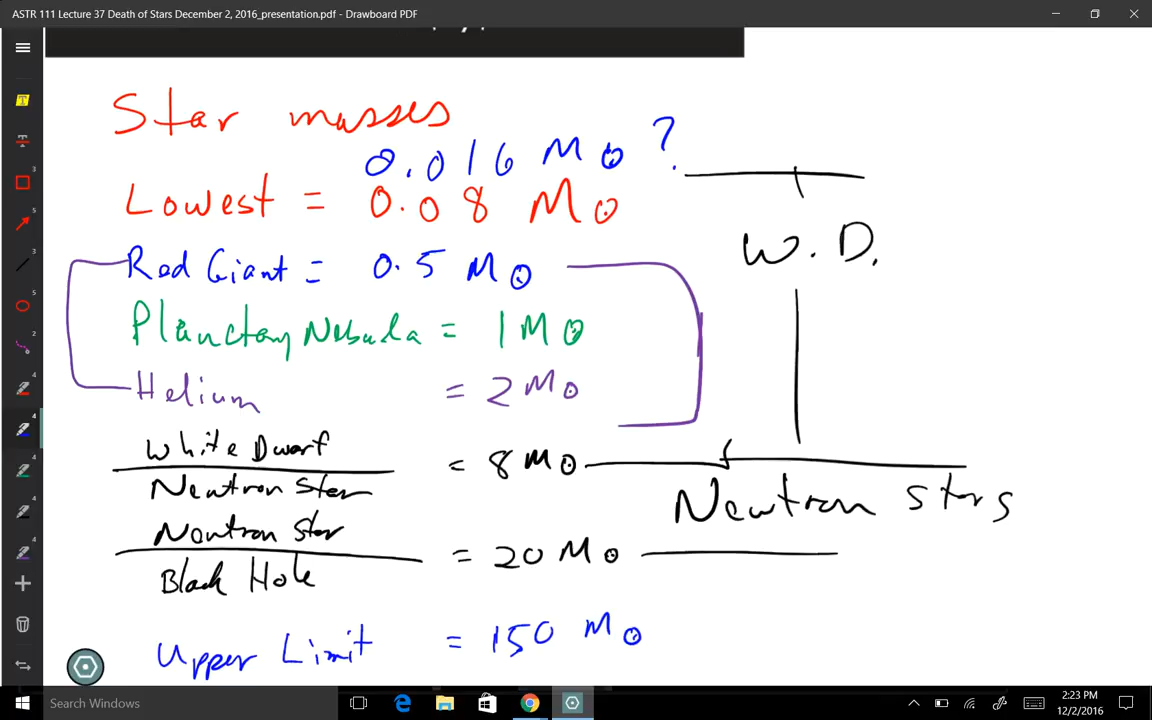 ASTR 111 Lecture 37 Death of Stars December 2, 2016_presentation.pdf - Drawboard PDF
Star masses
0.016 M⊙ ?
Lowest = 0.08 M⊙
W. D.
Red Giant = 0.5 M⊙
Planetary Nebula = 1 M⊙
Helium = 2 M⊙
White Dwarf
= 8 M⊙
Neutron Star
Neutron Stars
Neutron Star
= 20 M⊙
Black Hole
Upper Limit = 150 M⊙
Search Windows
2:23 PM
12/2/2016